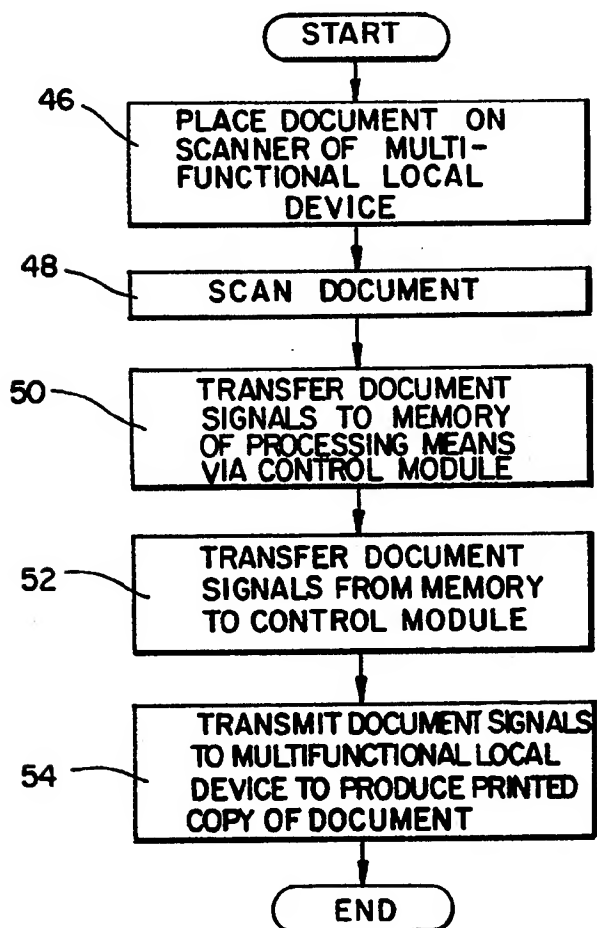 START
46
PLACE DOCUMENT ON
SCANNER OF MULTI-
FUNCTIONAL LOCAL
DEVICE
48
SCAN DOCUMENT
50
TRANSFER DOCUMENT
SIGNALS TO MEMORY
OF PROCESSING MEANS
VIA CONTROL MODULE
52
TRANSFER DOCUMENT
SIGNALS FROM MEMORY
TO CONTROL MODULE
54
TRANSMIT DOCUMENT SIGNALS
TO MULTIFUNCTIONAL LOCAL
DEVICE TO PRODUCE PRINTED
COPY OF DOCUMENT
END